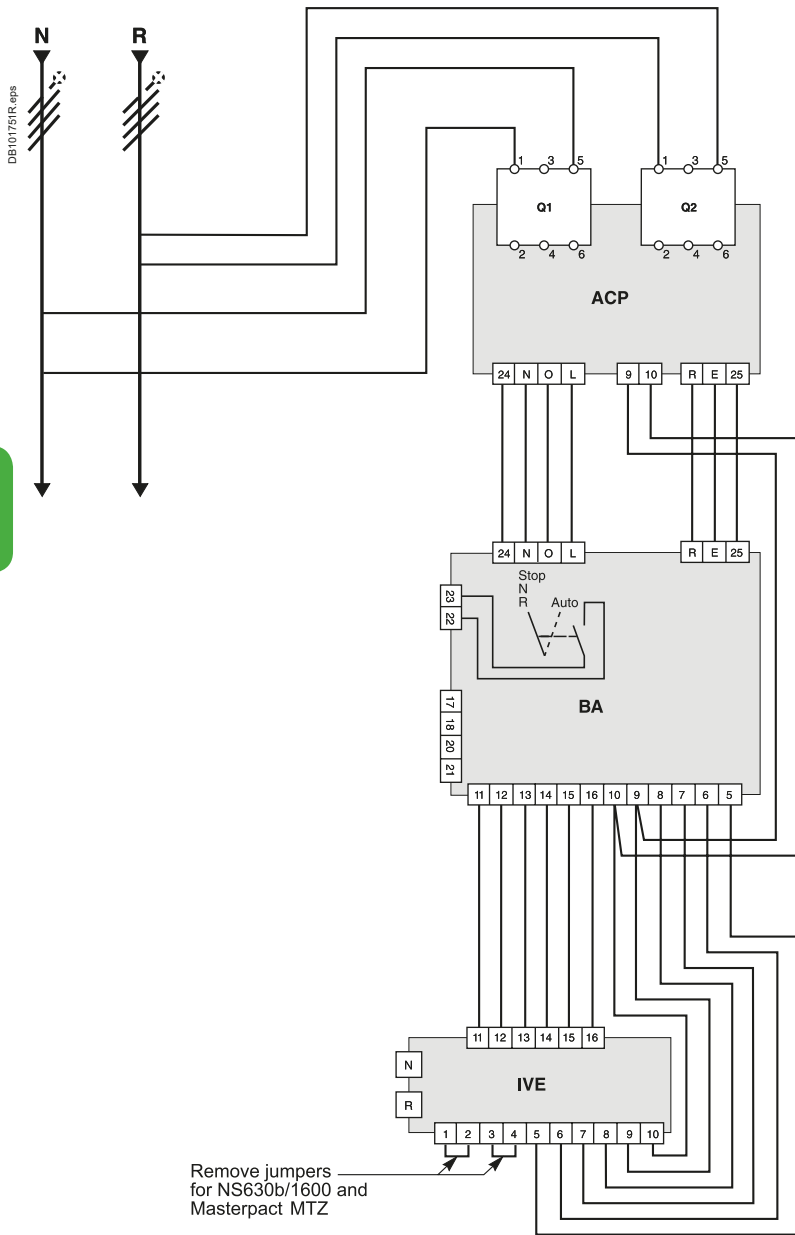 N R
DB101751R.eps
1 3 5 1 3 5
Q1 Q2
2 4 6 2 4 6
ACP
24 N O L 9 10 R E 25
24 N O L R E 25
Stop
N
R Auto
23
22
BA
17
18
20
21
11 12 13 14 15 16 10 9 8 7 6 5
11 12 13 14 15 16
N
IVE
R
1 2 3 4 5 6 7 8 9 10
Remove jumpers
for NS630b/1600 and
Masterpact MTZ